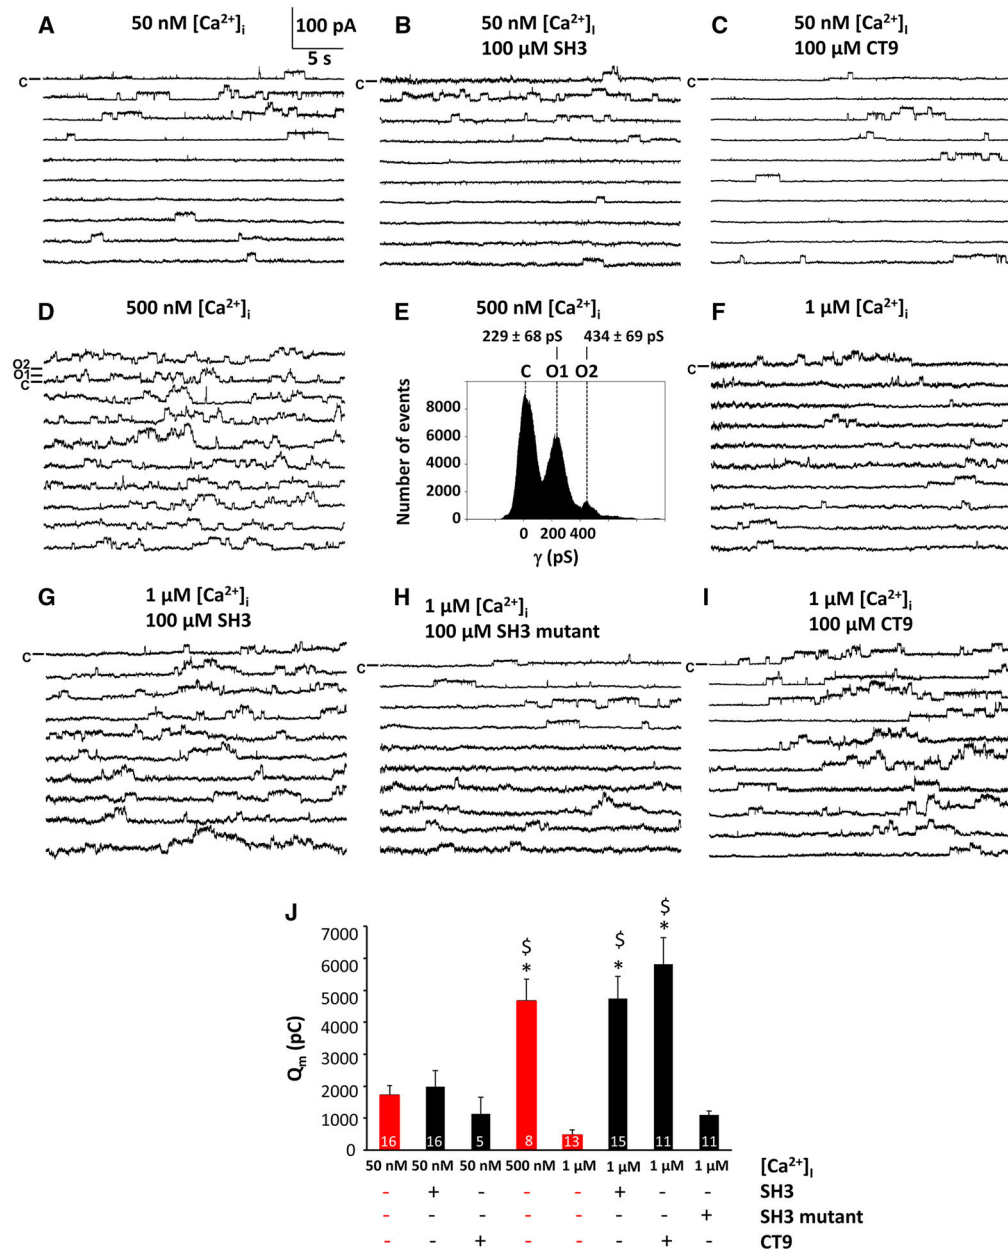 A
50 nM [Ca²⁺]ᵢ
100 pA
5 s
C
B
50 nM [Ca²⁺]ₗ
100 µM SH3
C
50 nM [Ca²⁺]ₗ
100 µM CT9
C
C
D
500 nM [Ca²⁺]ᵢ
O2
O1
C
E
500 nM [Ca²⁺]ᵢ
229 ± 68 pS
434 ± 69 pS
C O1 O2
Number of events
8000
6000
4000
2000
0
0 200 400
γ (pS)
F
1 µM [Ca²⁺]ᵢ
C
G
1 µM [Ca²⁺]ᵢ
100 µM SH3
C
H
1 µM [Ca²⁺]ᵢ
100 µM SH3 mutant
C
I
1 µM [Ca²⁺]ᵢ
100 µM CT9
C
J
Qₘ (pC)
7000
6000
5000
4000
3000
2000
1000
0
$ $ $
* * *
16 16 5 8 13 15 11 11
50 nM 50 nM 50 nM 500 nM 1 µM 1 µM 1 µM 1 µM [Ca²⁺]ₗ
- + - - - + - - SH3
- - - - - - - + SH3 mutant
- - + - - - + - CT9